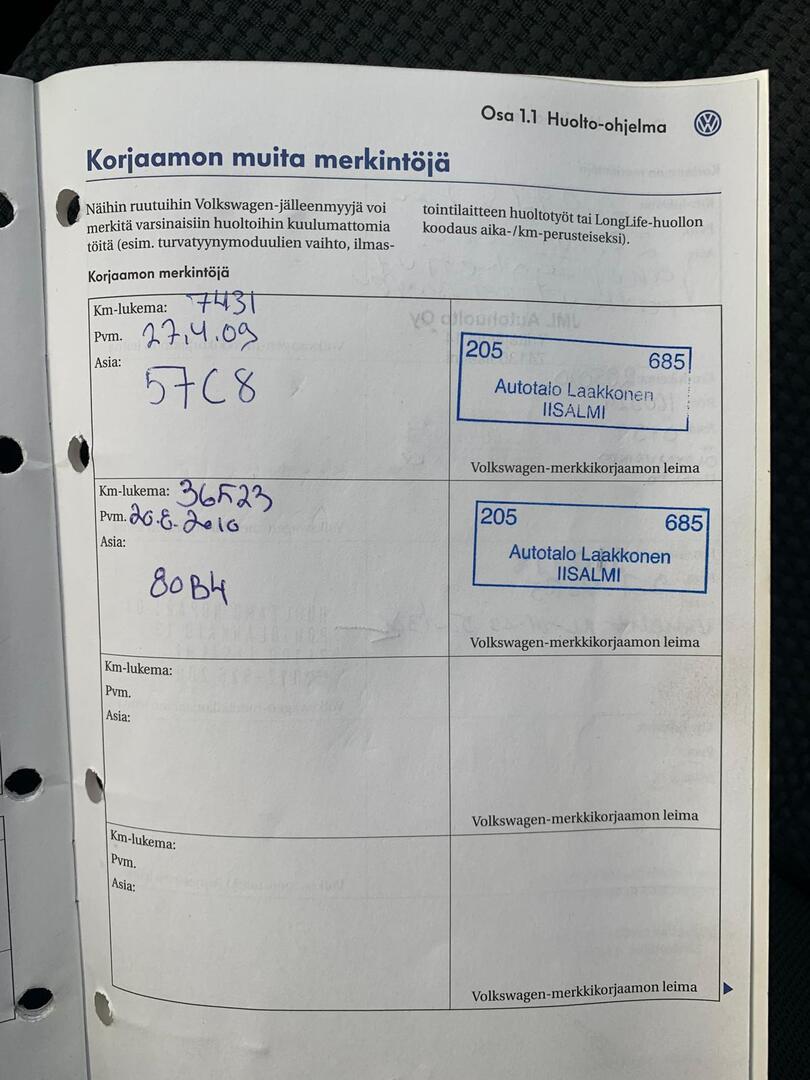 Osa 1.1 Huolto-ohjelma
Korjaamon muita merkintöjä
Näihin ruutuihin Volkswagen-jälleenmyyjä voi
merkitä varsinaisiin huoltoihin kuulumattomia
töitä (esim. turvatyynymoduulien vaihto, ilmas-
tointilaitteen huoltotyöt tai LongLife-huollon
koodaus aika-/km-perusteiseksi).
Korjaamon merkintöjä
Km-lukema: 7431
Pvm. 27.4.09
Asia:
57C8
205 685
Autotalo Laakkonen
IISALMI
Volkswagen-merkkikorjaamon leima
Km-lukema: 36523
Pvm. 20.8.2010
Asia:
80B4
205 685
Autotalo Laakkonen
IISALMI
Volkswagen-merkkikorjaamon leima
Km-lukema:
Pvm.
Asia:
Volkswagen-merkkikorjaamon leima
Km-lukema:
Pvm.
Asia:
Volkswagen-merkkikorjaamon leima